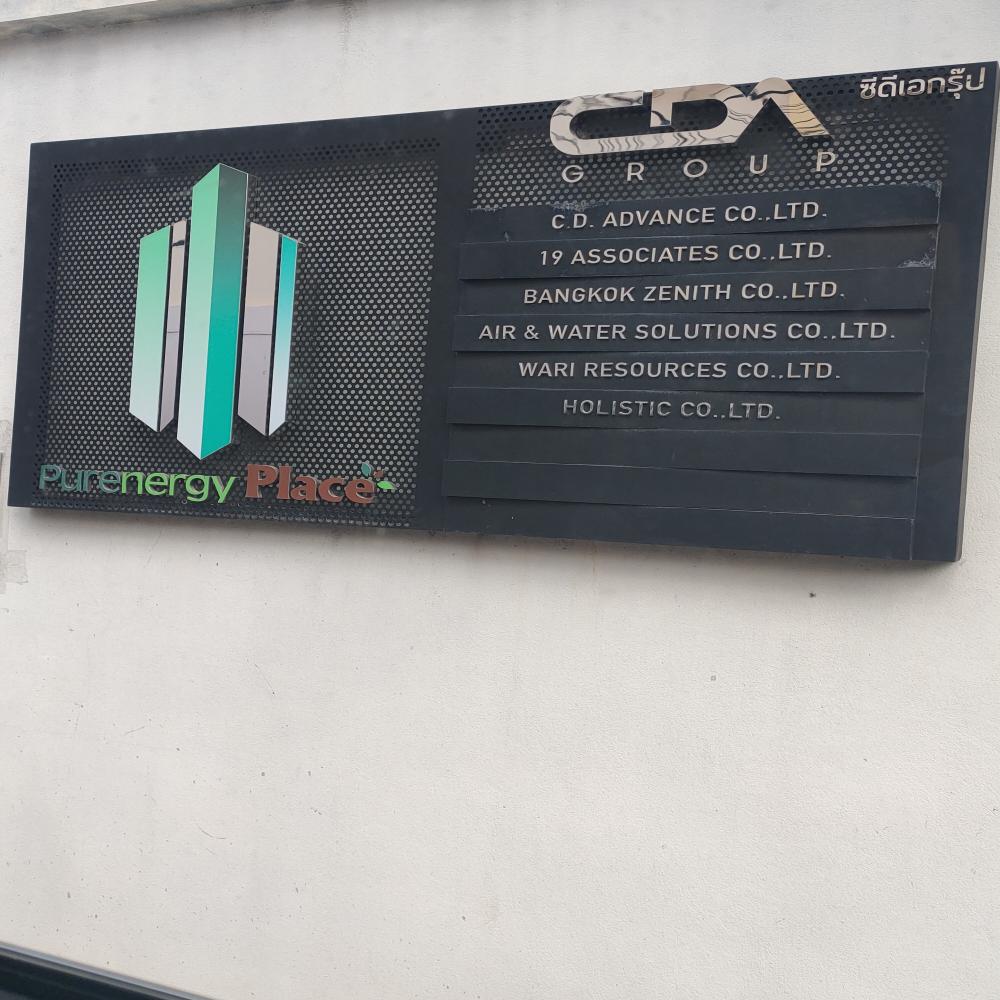 Purenergy Place
CDA
ซีดีเอกรุ๊ป
GROUP
C.D. ADVANCE CO.,LTD.
19 ASSOCIATES CO.,LTD.
BANGKOK ZENITH CO.,LTD.
AIR & WATER SOLUTIONS CO.,LTD.
WARI RESOURCES CO.,LTD.
HOLISTIC CO.,LTD.